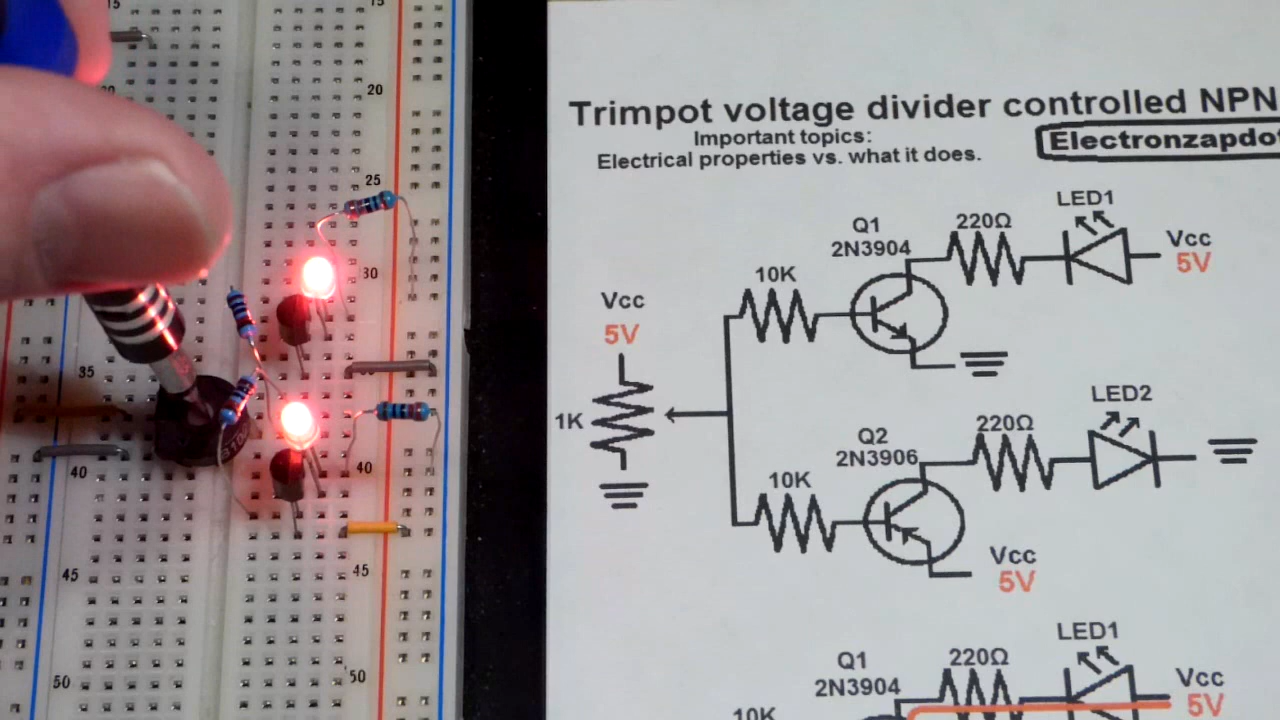 15
15
20
20
25
30
35
40
40
45
45
50
50
Trimpot voltage divider controlled NPN
Important topics:
Electrical properties vs. what it does.
Electronzapdot
LED1
Q1
2N3904
220Ω
Vcc
5V
10K
Vcc
5V
1K
LED2
Q2
2N3906
220Ω
10K
Vcc
5V
LED1
Q1
2N3904
220Ω
Vcc
5V
10K